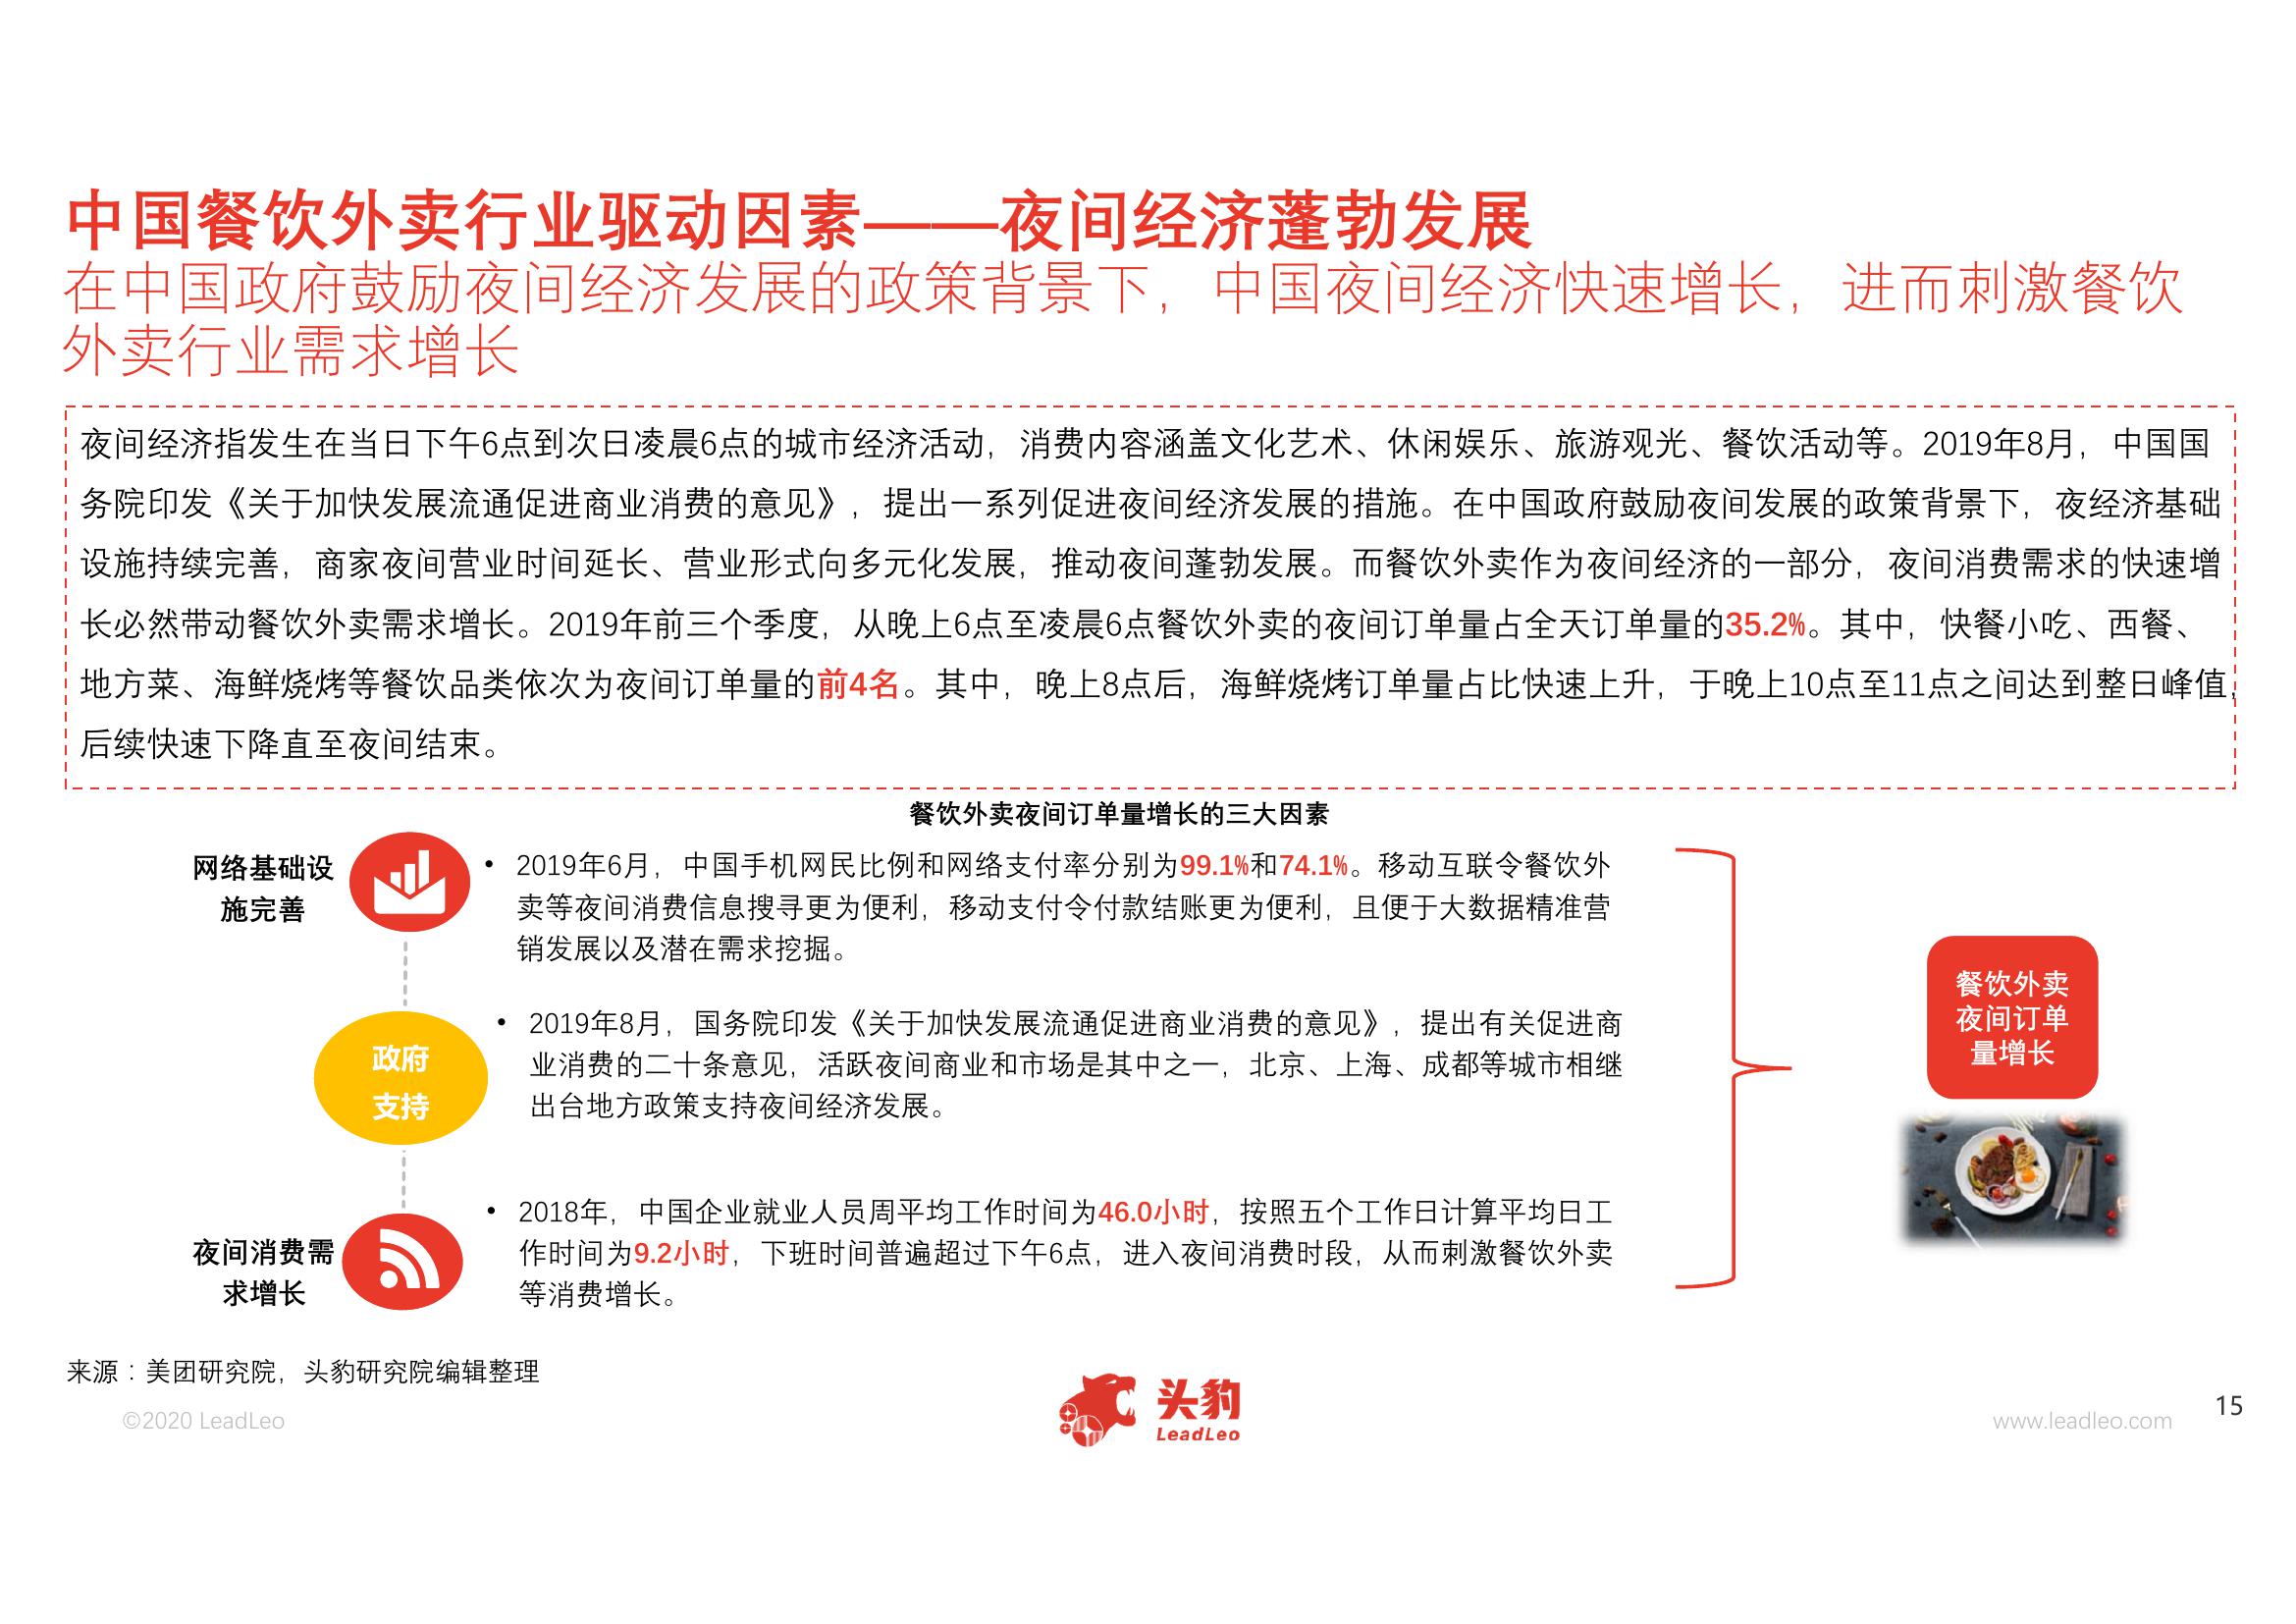 中国餐饮外卖行业驱动因素——夜间经济蓬勃发展
在中国政府鼓励夜间经济发展的政策背景下，中国夜间经济快速增长，进而刺激餐饮
外卖行业需求增长
夜间经济指发生在当日下午6点到次日凌晨6点的城市经济活动，消费内容涵盖文化艺术、休闲娱乐、旅游观光、餐饮活动等。2019年8月，中国国
务院印发《关于加快发展流通促进商业消费的意见》，提出一系列促进夜间经济发展的措施。在中国政府鼓励夜间发展的政策背景下，夜经济基础
设施持续完善，商家夜间营业时间延长、营业形式向多元化发展，推动夜间蓬勃发展。而餐饮外卖作为夜间经济的一部分，夜间消费需求的快速增
长必然带动餐饮外卖需求增长。2019年前三个季度，从晚上6点至凌晨6点餐饮外卖的夜间订单量占全天订单量的35.2%。其中，快餐小吃、西餐、
地方菜、海鲜烧烤等餐饮品类依次为夜间订单量的前4名。其中，晚上8点后，海鲜烧烤订单量占比快速上升，于晚上10点至11点之间达到整日峰值，
后续快速下降直至夜间结束。
餐饮外卖夜间订单量增长的三大因素
网络基础设
施完善
• 2019年6月，中国手机网民比例和网络支付率分别为99.1%和74.1%。移动互联令餐饮外
卖等夜间消费信息搜寻更为便利，移动支付令付款结账更为便利，且便于大数据精准营
销发展以及潜在需求挖掘。
政府
支持
• 2019年8月，国务院印发《关于加快发展流通促进商业消费的意见》，提出有关促进商
业消费的二十条意见，活跃夜间商业和市场是其中之一，北京、上海、成都等城市相继
出台地方政策支持夜间经济发展。
夜间消费需
求增长
• 2018年，中国企业就业人员周平均工作时间为46.0小时，按照五个工作日计算平均日工
作时间为9.2小时，下班时间普遍超过下午6点，进入夜间消费时段，从而刺激餐饮外卖
等消费增长。
餐饮外卖
夜间订单
量增长
来源：美团研究院，头豹研究院编辑整理
©2020 LeadLeo
头豹
LeadLeo
www.leadleo.com
15